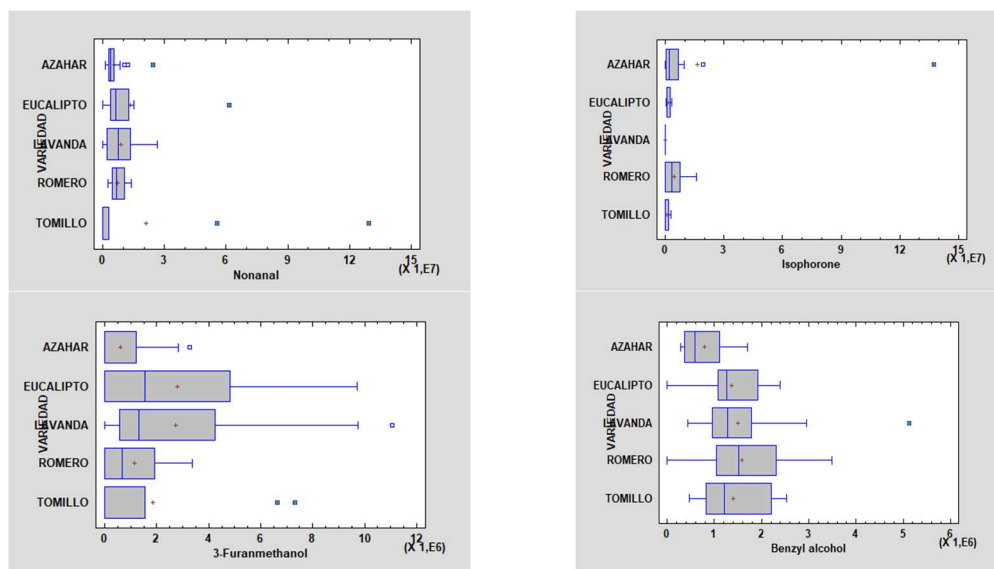 AZAHAR
EUCALIPTO
LAVANDA
ROMERO
TOMILLO
VARIEDAD
0 3 6 9 12 15
(X 1,E7)
Nonanal
AZAHAR
EUCALIPTO
LAVANDA
ROMERO
TOMILLO
VARIEDAD
0 3 6 9 12 15
(X 1,E7)
Isophorone
AZAHAR
EUCALIPTO
LAVANDA
ROMERO
TOMILLO
VARIEDAD
0 2 4 6 8 10 12
(X 1,E6)
3-Furanmethanol
AZAHAR
EUCALIPTO
LAVANDA
ROMERO
TOMILLO
VARIEDAD
0 1 2 3 4 5 6
(X 1,E6)
Benzyl alcohol